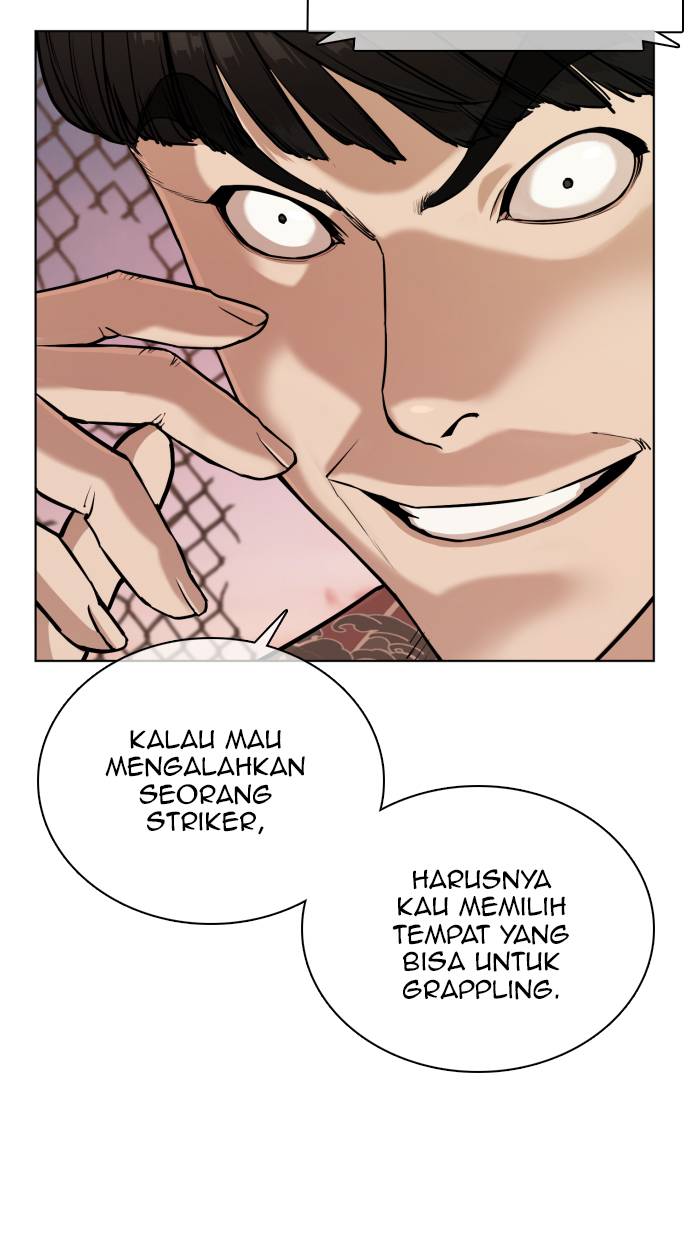 KALAU MAU
MENGALAHKAN
SEORANG
STRIKER,
HARUSNYA
KAU MEMILIH
TEMPAT YANG
BISA UNTUK
GRAPPLING.